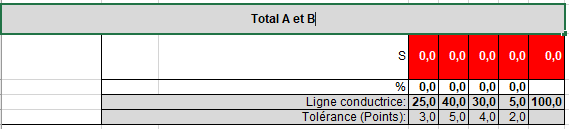 Total A et B
S 0,0 0,0 0,0 0,0 0,0
% 0,0 0,0 0,0 0,0
Ligne conductrice: 25,0 40,0 30,0 5,0 100,0
Tolérance (Points): 3,0 5,0 4,0 2,0